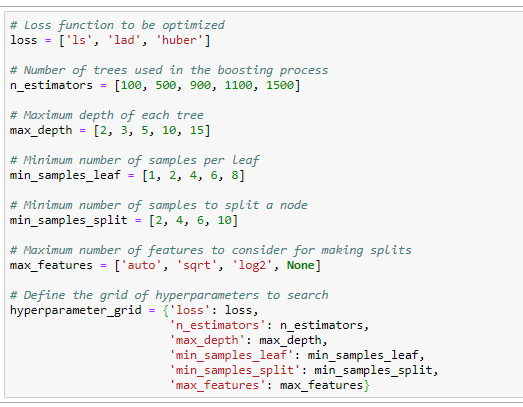 # Loss function to be optimized
loss = ['ls', 'lad', 'huber']
# Number of trees used in the boosting process
n_estimators = [100, 500, 900, 1100, 1500]
# Maximum depth of each tree
max_depth = [2, 3, 5, 10, 15]
# Minimum number of samples per leaf
min_samples_leaf = [1, 2, 4, 6, 8]
# Minimum number of samples to split a node
min_samples_split = [2, 4, 6, 10]
# Maximum number of features to consider for making splits
max_features = ['auto', 'sqrt', 'log2', None]
# Define the grid of hyperparameters to search
hyperparameter_grid = {'loss': loss,
'n_estimators': n_estimators,
'max_depth': max_depth,
'min_samples_leaf': min_samples_leaf,
'min_samples_split': min_samples_split,
'max_features': max_features}